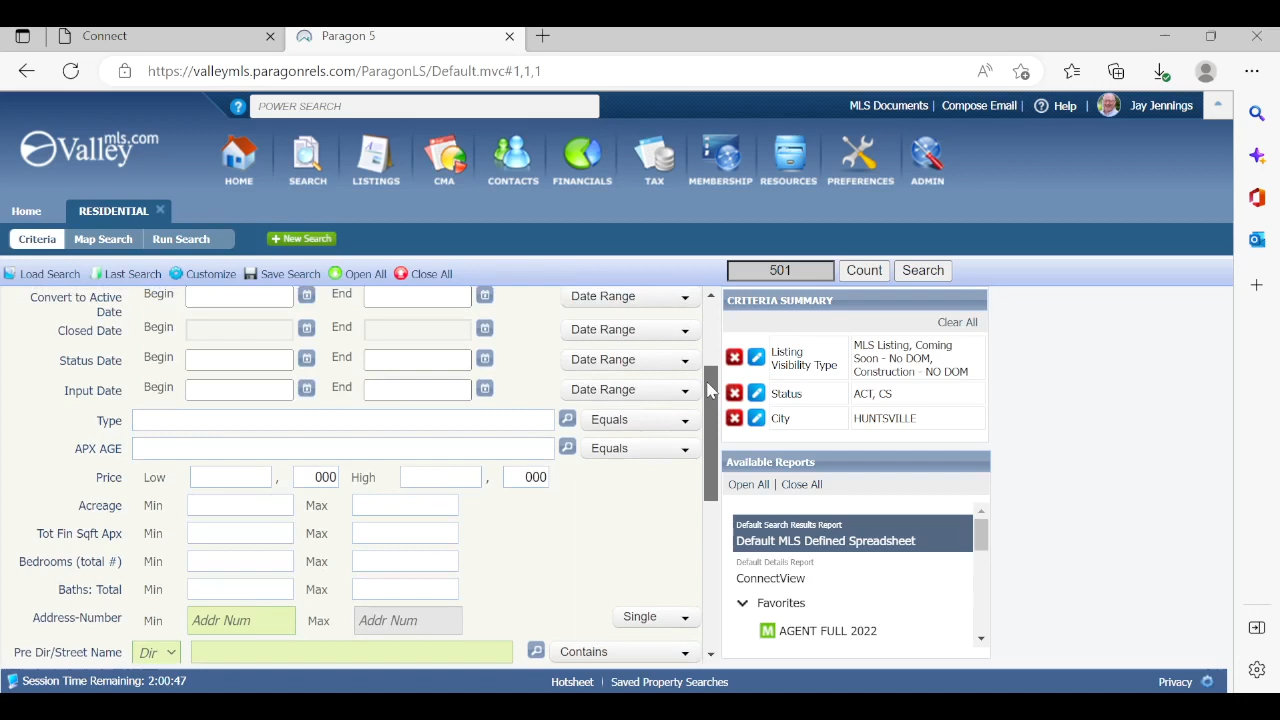 Connect
Paragon 5
https://valleymls.paragonrels.com/ParagonLS/Default.mvc#1,1,1
POWER SEARCH
MLS Documents | Compose Email | Help | Jay Jennings
Valleymls.com
HOME SEARCH LISTINGS CMA CONTACTS FINANCIALS TAX MEMBERSHIP RESOURCES PREFERENCES ADMIN
Home RESIDENTIAL
Criteria Map Search Run Search + New Search
Load Search Last Search Customize Save Search Open All Close All 501 Count Search
Convert to Active Date Begin End Date Range
Closed Date Begin End Date Range
Status Date Begin End Date Range
Input Date Begin End Date Range
Type Equals
APX AGE Equals
Price Low , 000 High , 000
Acreage Min Max
Tot Fin Sqft Apx Min Max
Bedrooms (total #) Min Max
Baths: Total Min Max
Address-Number Min Addr Num Max Addr Num Single
Pre Dir/Street Name Dir Contains
CRITERIA SUMMARY
Clear All
Listing Visibility Type MLS Listing, Coming Soon - No DOM, Construction - NO DOM
Status ACT, CS
City HUNTSVILLE
Available Reports
Open All | Close All
Default Search Results Report
Default MLS Defined Spreadsheet
Default Details Report
ConnectView
Favorites
M AGENT FULL 2022
Session Time Remaining: 2:00:47 Hotsheet | Saved Property Searches Privacy